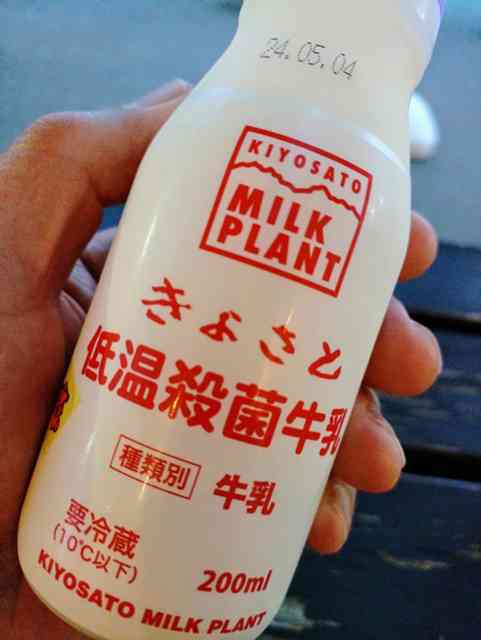 24.05.04
KIYOSATO
MILK
PLANT
きよさと
低温殺菌牛乳
種類別
牛乳
要冷蔵
(10℃以下)
200ml
KIYOSATO MILK PLANT